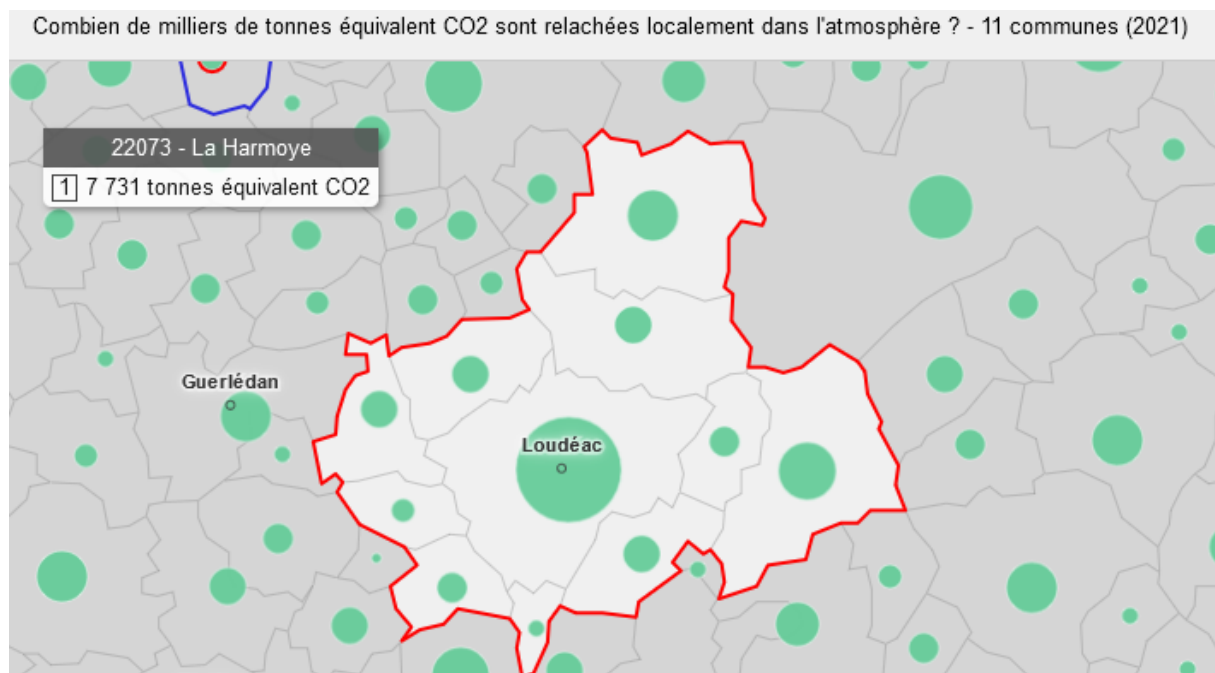 Combien de milliers de tonnes équivalent CO2 sont relachées localement dans l'atmosphère ? - 11 communes (2021)
22073 - La Harmoye
1 7 731 tonnes équivalent CO2
Guerlédan
Loudéac